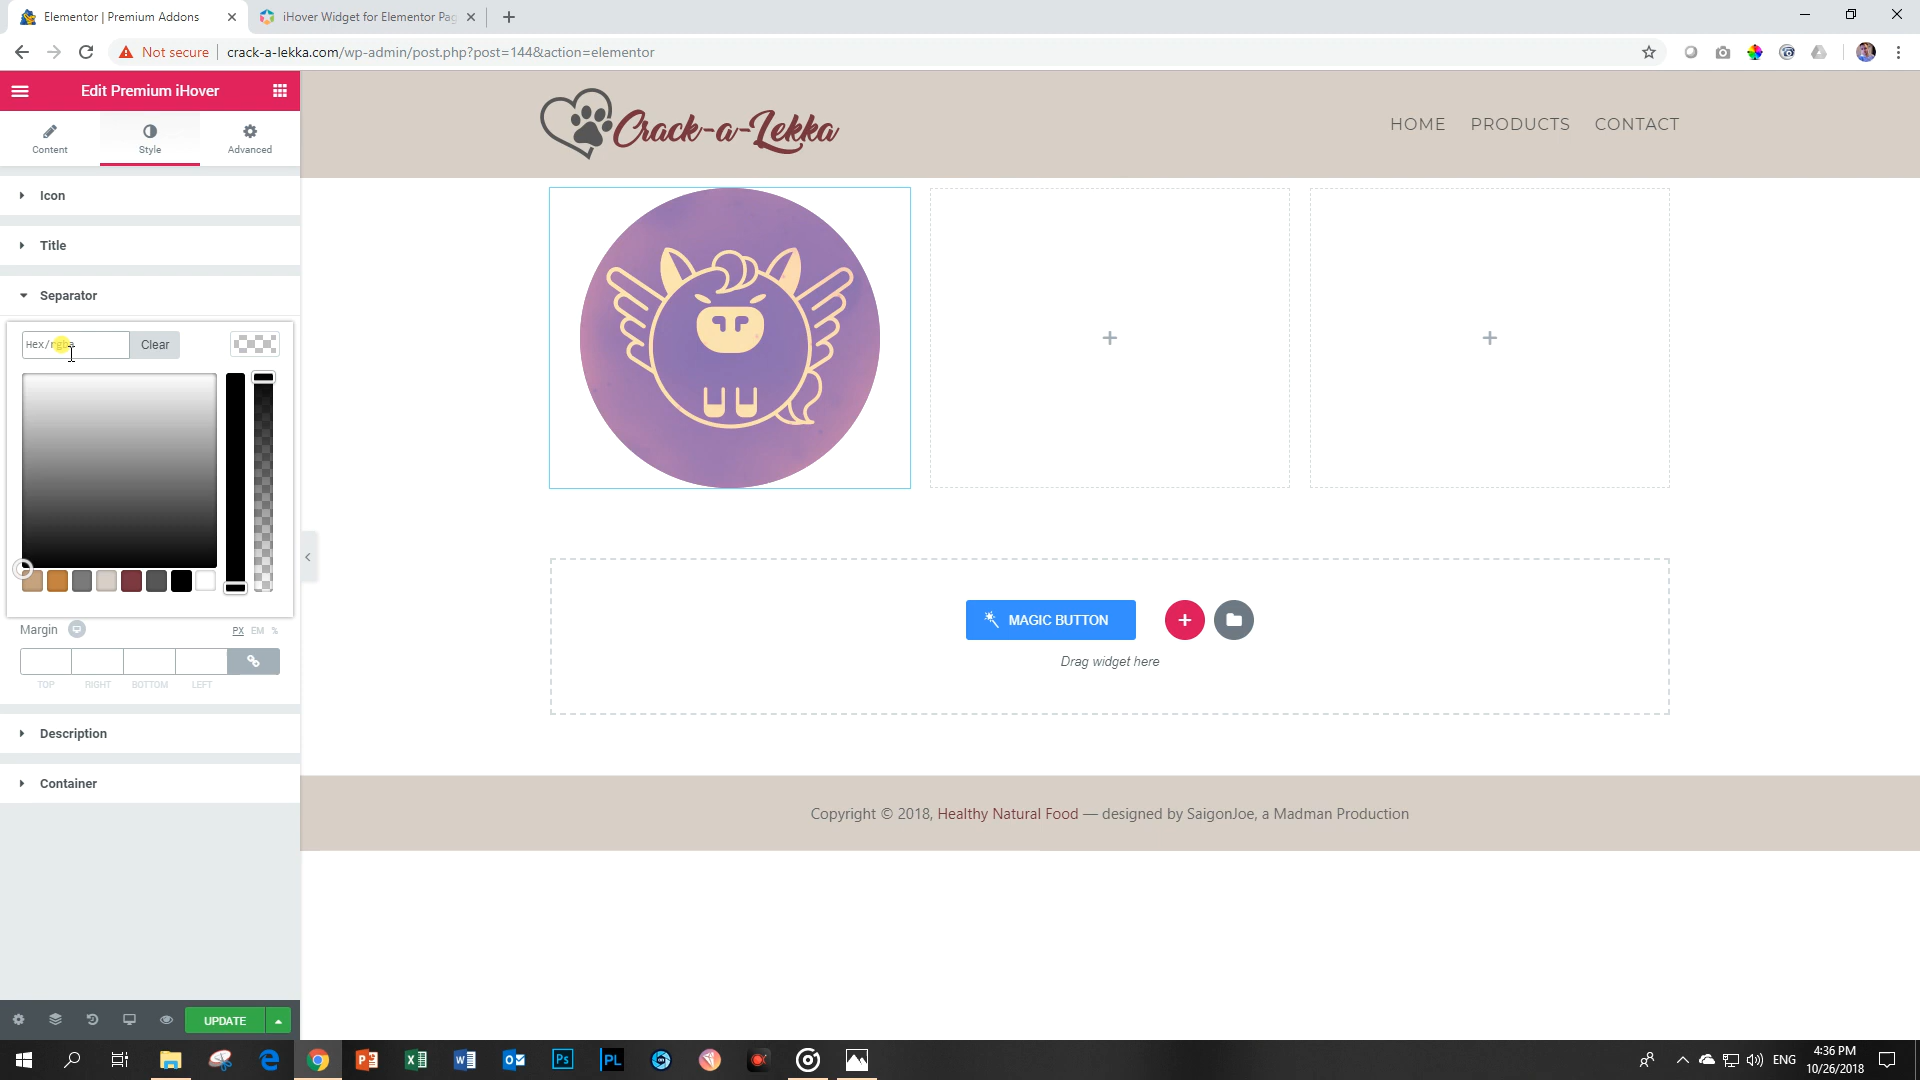 Elementor | Premium Addons
iHover Widget for Elementor Pag
Not secure
crack-a-lekka.com/wp-admin/post.php?post=144&action=elementor
Edit Premium iHover
Content
Style
Advanced
Crack-a-Lekka
HOME
PRODUCTS
CONTACT
Icon
Title
Separator
Hex/rgba
Clear
Margin
PX
EM
%
TOP
RIGHT
BOTTOM
LEFT
MAGIC BUTTON
Drag widget here
Description
Container
Copyright © 2018, Healthy Natural Food — designed by SaigonJoe, a Madman Production
UPDATE
ENG
4:36 PM
10/26/2018